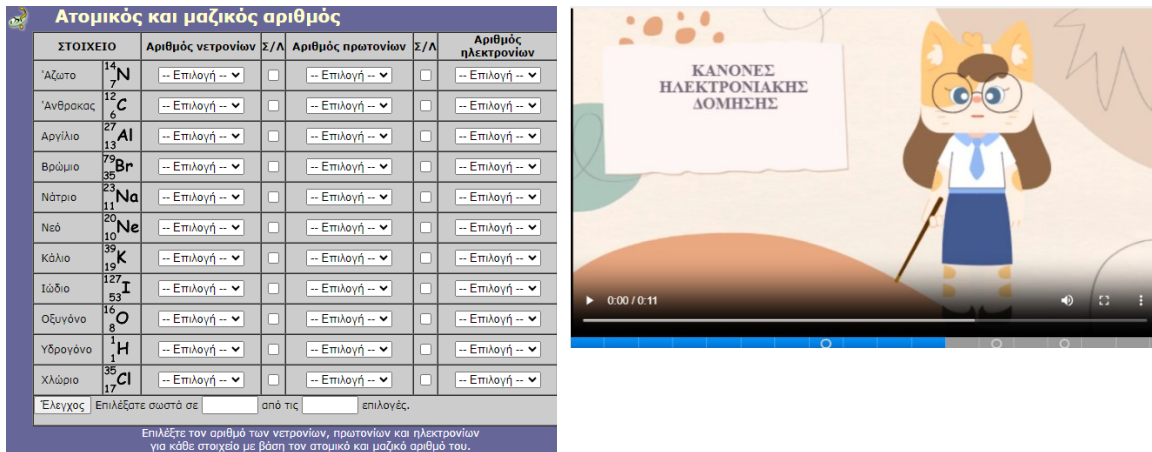 Ατομικός και μαζικός αριθμός
ΣΤΟΙΧΕΙΟ Αριθμός νετρονίων Σ/Λ Αριθμός πρωτονίων Σ/Λ Αριθμός ηλεκτρονίων
'Αζωτο 14 7 N -- Επιλογή -- -- Επιλογή -- -- Επιλογή --
'Ανθρακας 12 6 C -- Επιλογή -- -- Επιλογή -- -- Επιλογή --
Αργίλιο 27 13 Al -- Επιλογή -- -- Επιλογή -- -- Επιλογή --
Βρώμιο 79 35 Br -- Επιλογή -- -- Επιλογή -- -- Επιλογή --
Νάτριο 23 11 Na -- Επιλογή -- -- Επιλογή -- -- Επιλογή --
Νεό 20 10 Ne -- Επιλογή -- -- Επιλογή -- -- Επιλογή --
Κάλιο 39 19 K -- Επιλογή -- -- Επιλογή -- -- Επιλογή --
Ιώδιο 127 53 I -- Επιλογή -- -- Επιλογή -- -- Επιλογή --
Οξυγόνο 16 8 O -- Επιλογή -- -- Επιλογή -- -- Επιλογή --
Υδρογόνο 1 1 H -- Επιλογή -- -- Επιλογή -- -- Επιλογή --
Χλώριο 35 17 Cl -- Επιλογή -- -- Επιλογή -- -- Επιλογή --
Έλεγχος Επιλέξατε σωστά σε από τις επιλογές.
Επιλέξτε τον αριθμό των νετρονίων, πρωτονίων και ηλεκτρονίων
για κάθε στοιχείο με βάση τον ατομικό και μαζικό αριθμό του.
ΚΑΝΟΝΕΣ
ΗΛΕΚΤΡΟΝΙΑΚΗΣ
ΔΟΜΗΣΗΣ
0:00 / 0:11